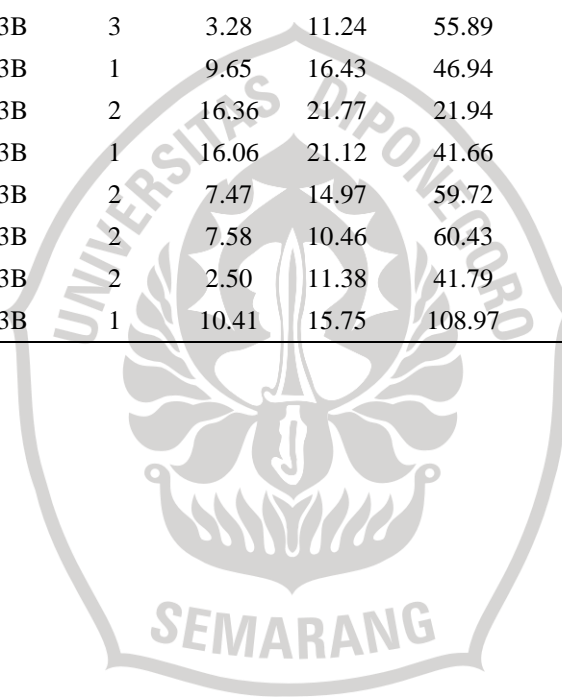 3B 3 3.28 11.24 55.89
3B 1 9.65 16.43 46.94
3B 2 16.36 21.77 21.94
3B 1 16.06 21.12 41.66
3B 2 7.47 14.97 59.72
3B 2 7.58 10.46 60.43
3B 2 2.50 11.38 41.79
3B 1 10.41 15.75 108.97
UNIVERSITAS DIPONEGORO
SEMARANG